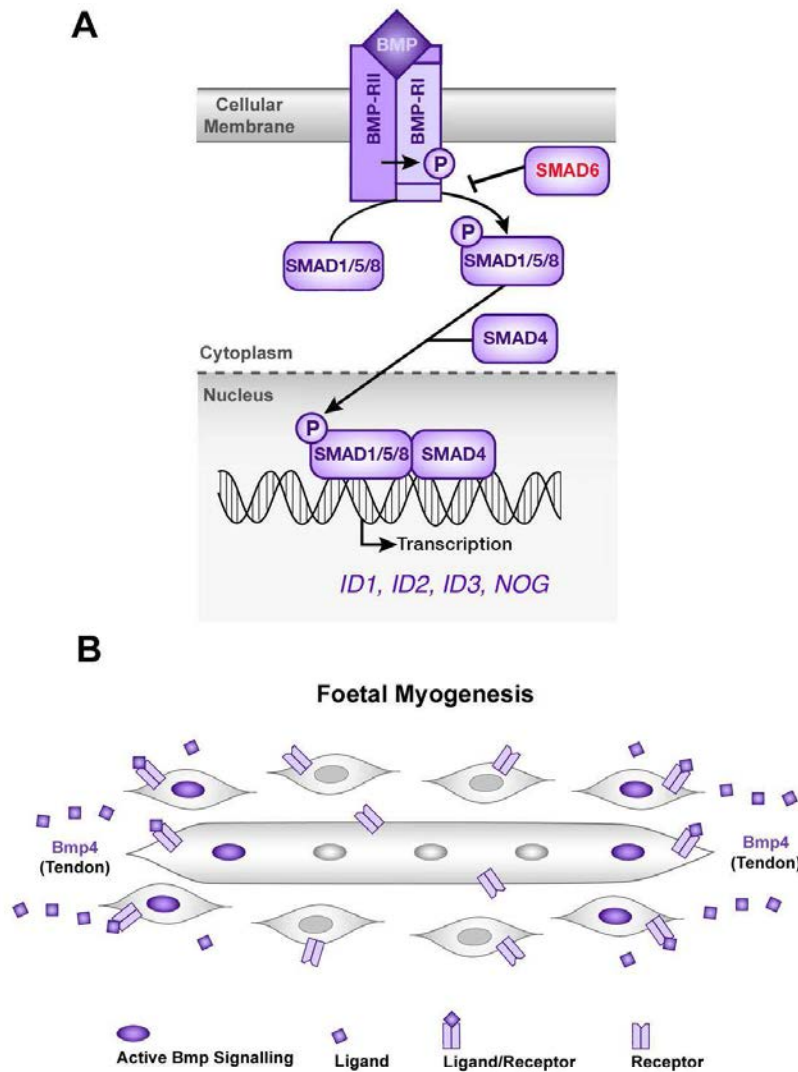 A
BMP
Cellular
Membrane
BMP-RII
BMP-RI
P
SMAD6
P
SMAD1/5/8
SMAD1/5/8
SMAD4
Cytoplasm
Nucleus
P
SMAD1/5/8
SMAD4
Transcription
ID1, ID2, ID3, NOG
B
Foetal Myogenesis
Bmp4
(Tendon)
Bmp4
(Tendon)
Active Bmp Signalling
Ligand
Ligand/Receptor
Receptor